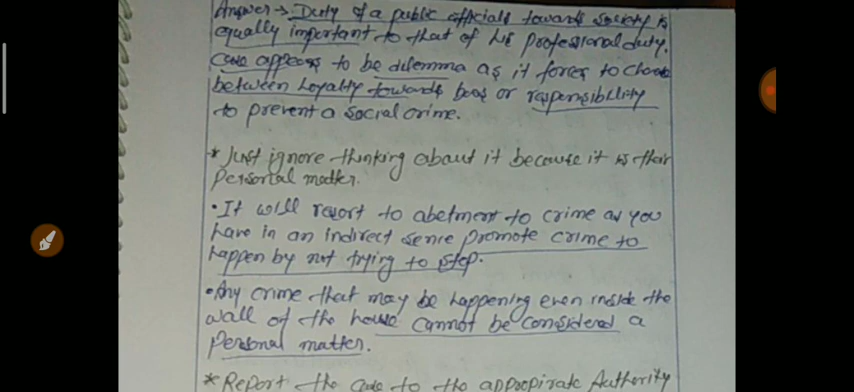 Answer → Duty of a public officials towards society is
equally important to that of his professional duty.
Case appears to be dilemma as it forces to choose
between Loyalty towards boss or responsibility
to prevent a social crime.
* Just ignore thinking about it because it is their
Personal matter.
• It will resort to abetment to crime as you
have in an indirect sense promote crime to
happen by not trying to stop.
• Any crime that may be happening even inside the
wall of the house cannot be considered a
Personal matter.
* Report the case to the appropirate Authority